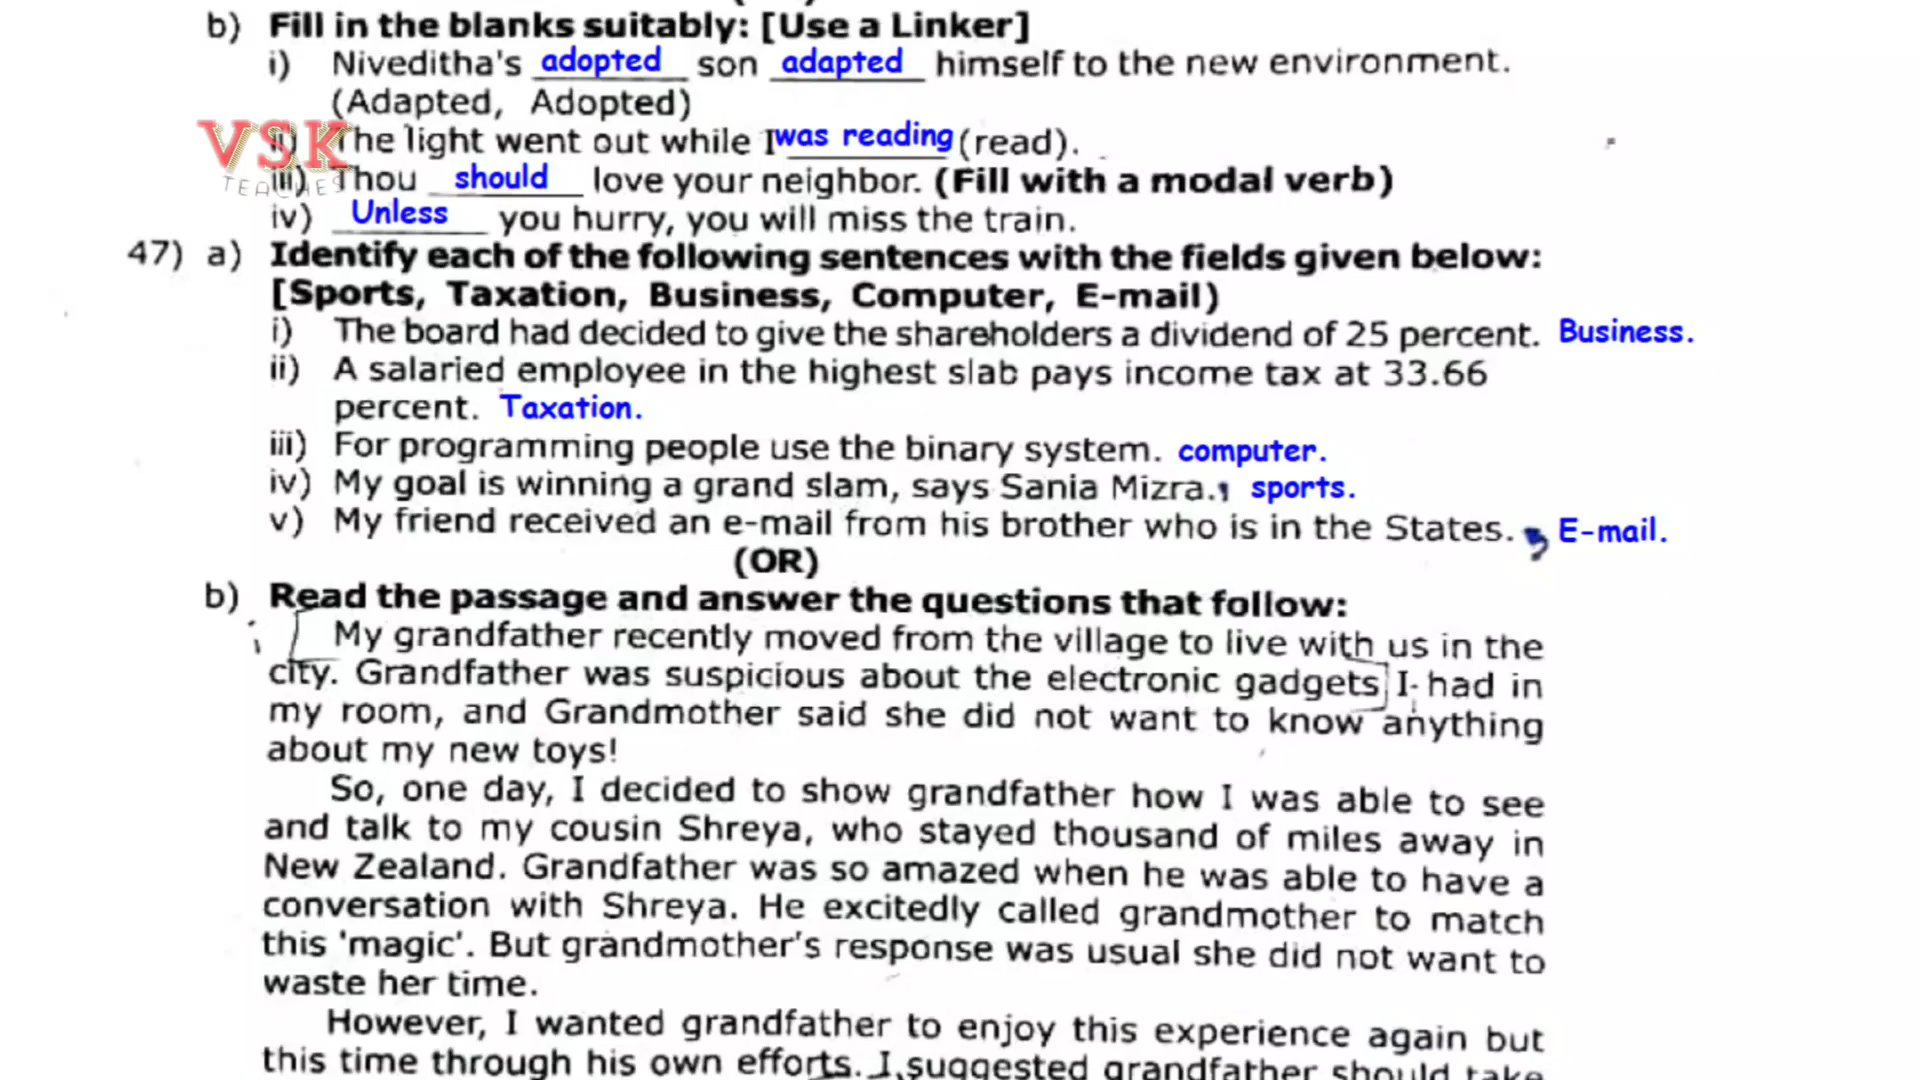 b) Fill in the blanks suitably: [Use a Linker]
i) Niveditha's adopted son adapted himself to the new environment.
(Adapted, Adopted)
VSK
ii) The light went out while I was reading (read).
TEACHES
iii) Thou should love your neighbor. (Fill with a modal verb)
iv) Unless you hurry, you will miss the train.
47) a) Identify each of the following sentences with the fields given below:
[Sports, Taxation, Business, Computer, E-mail)
i) The board had decided to give the shareholders a dividend of 25 percent. Business.
ii) A salaried employee in the highest slab pays income tax at 33.66
percent. Taxation.
iii) For programming people use the binary system. computer.
iv) My goal is winning a grand slam, says Sania Mizra. sports.
v) My friend received an e-mail from his brother who is in the States. E-mail.
(OR)
b) Read the passage and answer the questions that follow:
My grandfather recently moved from the village to live with us in the
city. Grandfather was suspicious about the electronic gadgets I had in
my room, and Grandmother said she did not want to know anything
about my new toys!
So, one day, I decided to show grandfather how I was able to see
and talk to my cousin Shreya, who stayed thousand of miles away in
New Zealand. Grandfather was so amazed when he was able to have a
conversation with Shreya. He excitedly called grandmother to match
this 'magic'. But grandmother's response was usual she did not want to
waste her time.
However, I wanted grandfather to enjoy this experience again but
this time through his own efforts. I suggested grandfather should take